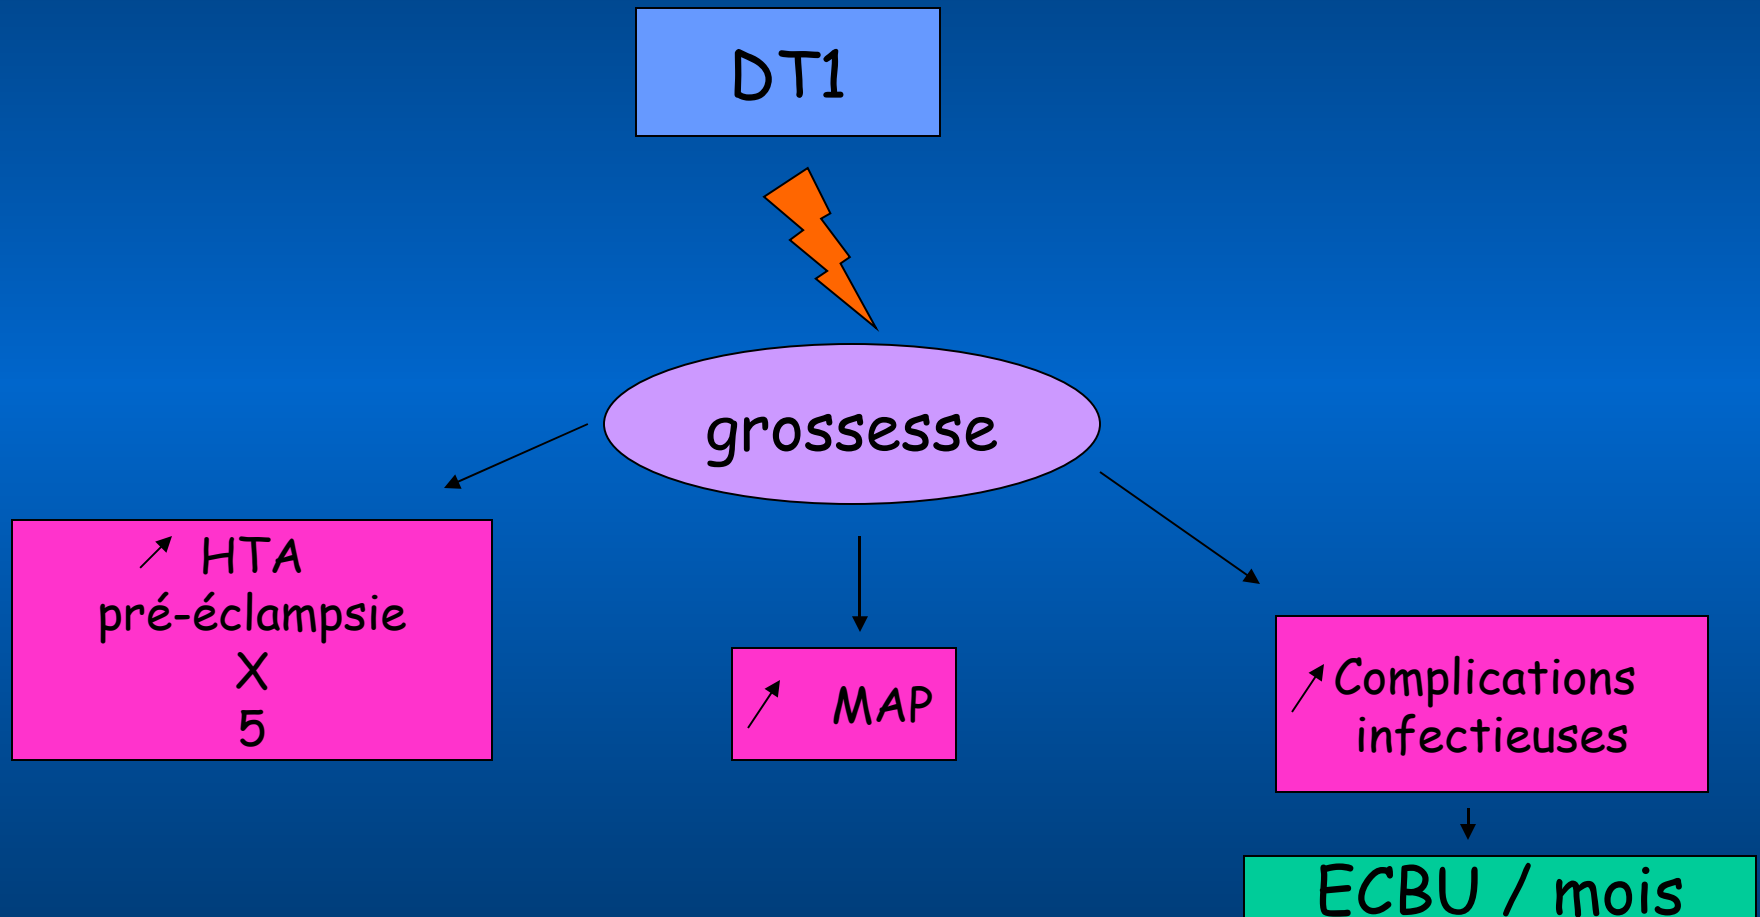 DT1
grossesse
HTA
pré-éclampsie
X
5
MAP
Complications
infectieuses
ECBU / mois